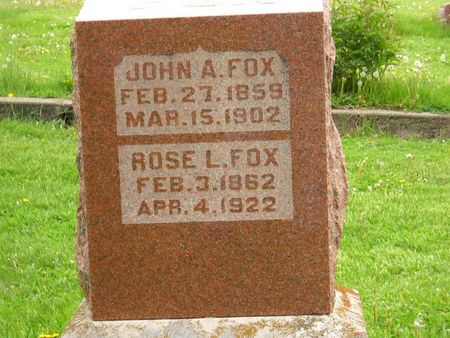 JOHN A. FOX
FEB. 27. 1859
MAR. 15. 1902
ROSE L. FOX
FEB. 3. 1862
APR. 4. 1922